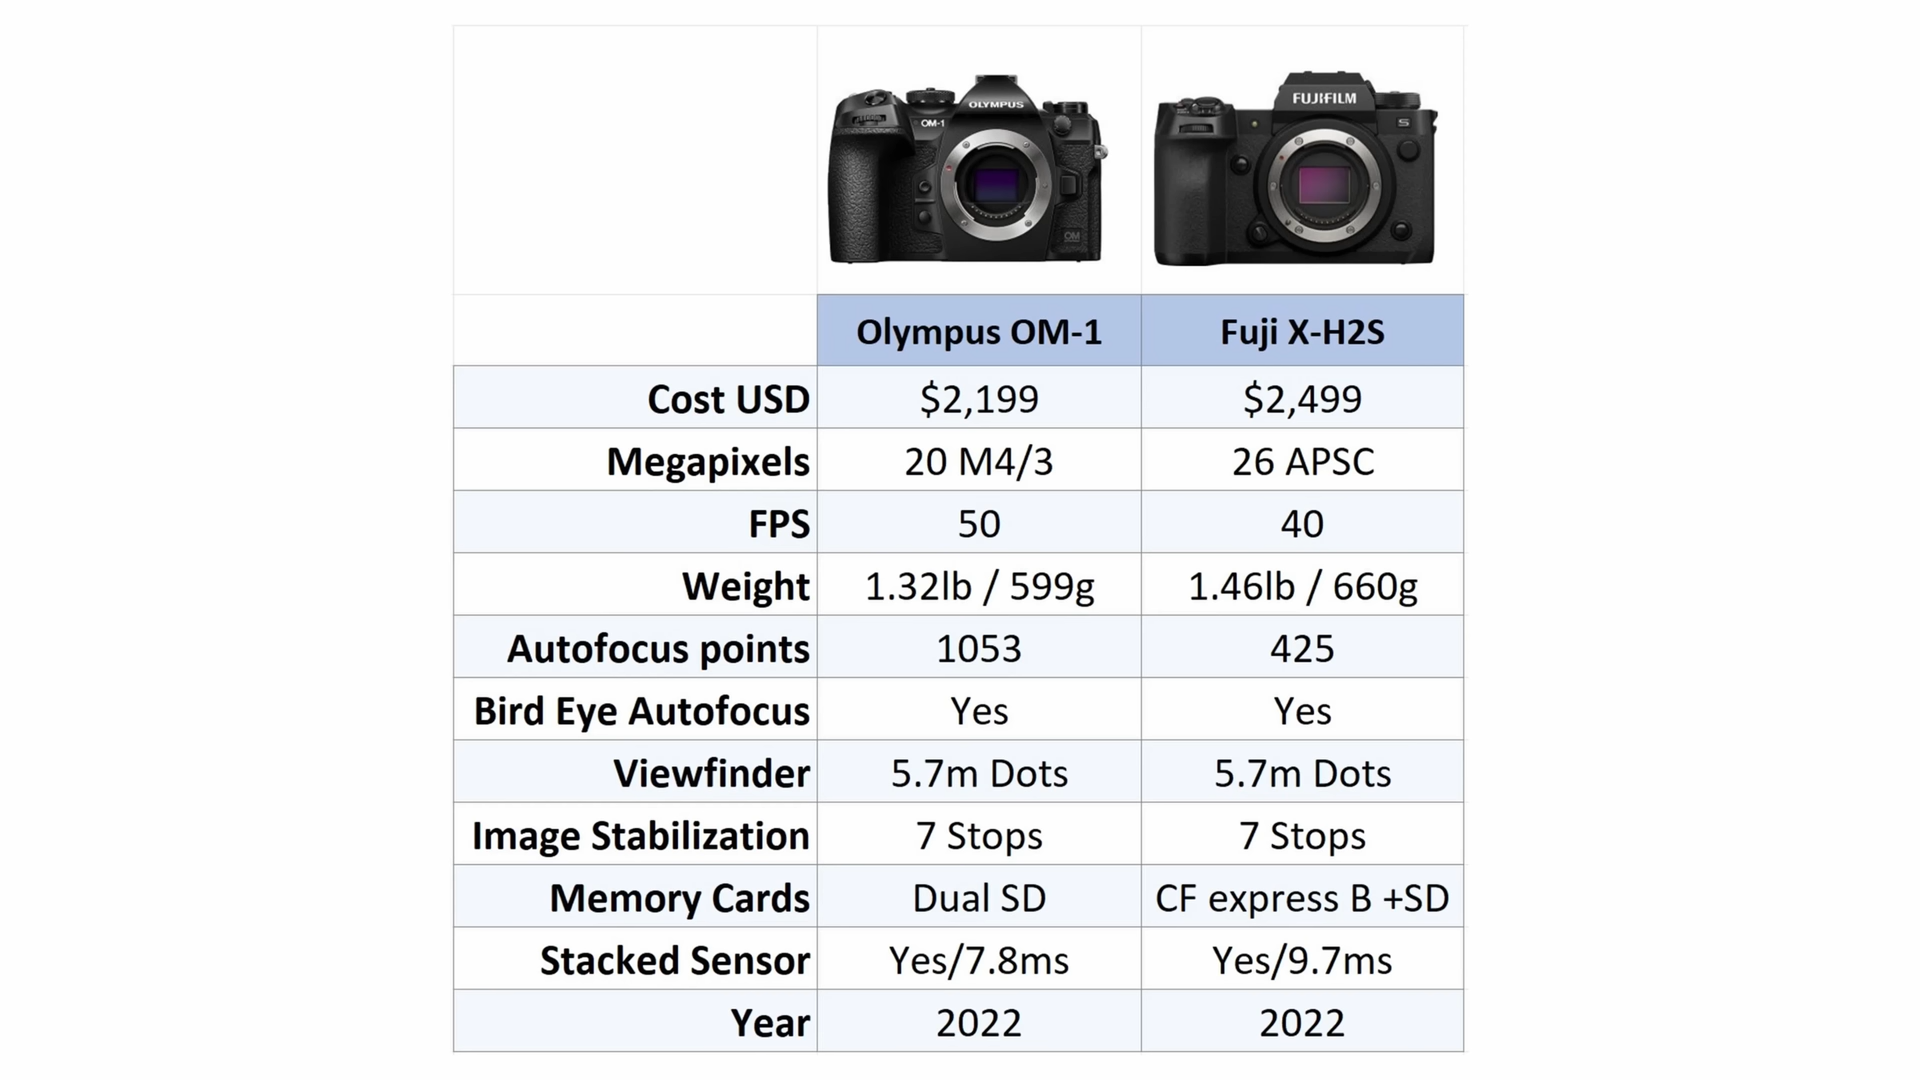 OLYMPUS
OM-1
OM
FUJIFILM
S
Olympus OM-1 Fuji X-H2S
Cost USD $2,199 $2,499
Megapixels 20 M4/3 26 APSC
FPS 50 40
Weight 1.32lb / 599g 1.46lb / 660g
Autofocus points 1053 425
Bird Eye Autofocus Yes Yes
Viewfinder 5.7m Dots 5.7m Dots
Image Stabilization 7 Stops 7 Stops
Memory Cards Dual SD CF express B +SD
Stacked Sensor Yes/7.8ms Yes/9.7ms
Year 2022 2022